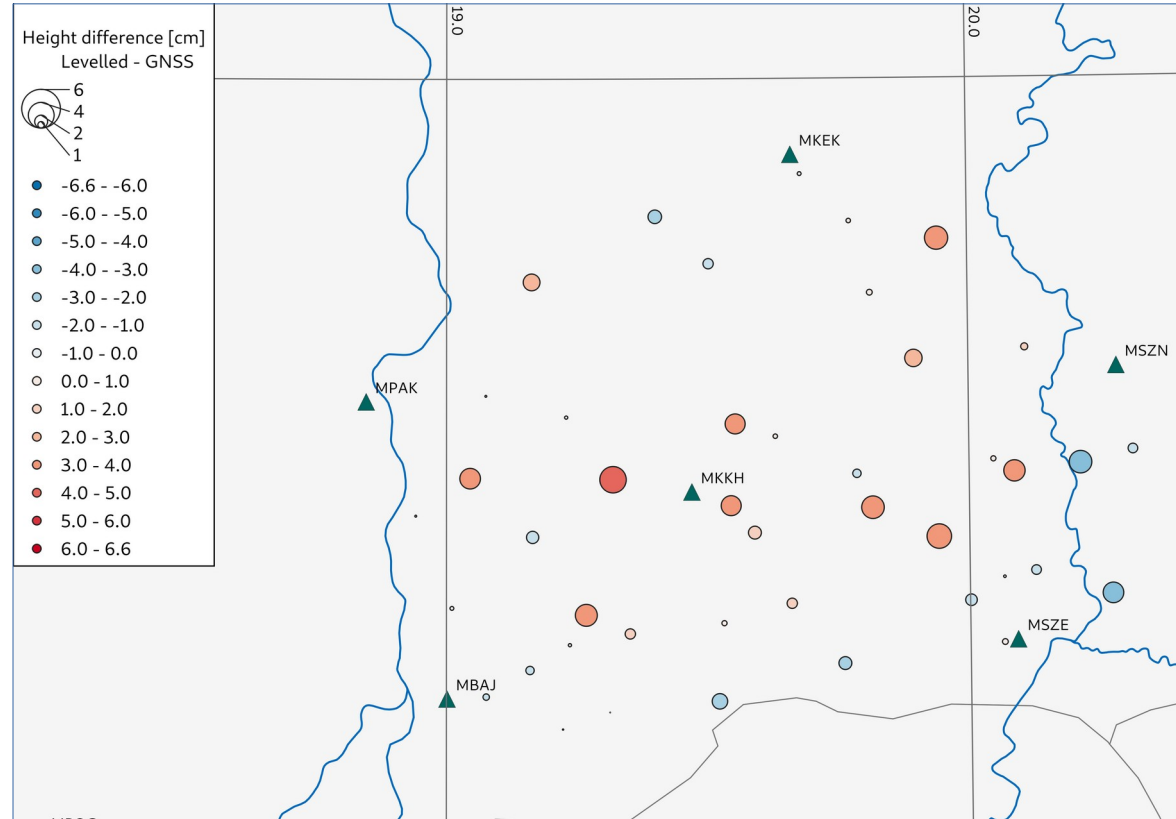 Height difference [cm]
Levelled - GNSS
6
4
2
1
-6.6 - -6.0
-6.0 - -5.0
-5.0 - -4.0
-4.0 - -3.0
-3.0 - -2.0
-2.0 - -1.0
-1.0 - 0.0
0.0 - 1.0
1.0 - 2.0
2.0 - 3.0
3.0 - 4.0
4.0 - 5.0
5.0 - 6.0
6.0 - 6.6
19.0
20.0
MKEK
MSZN
MPAK
MKKH
MSZE
MBAJ